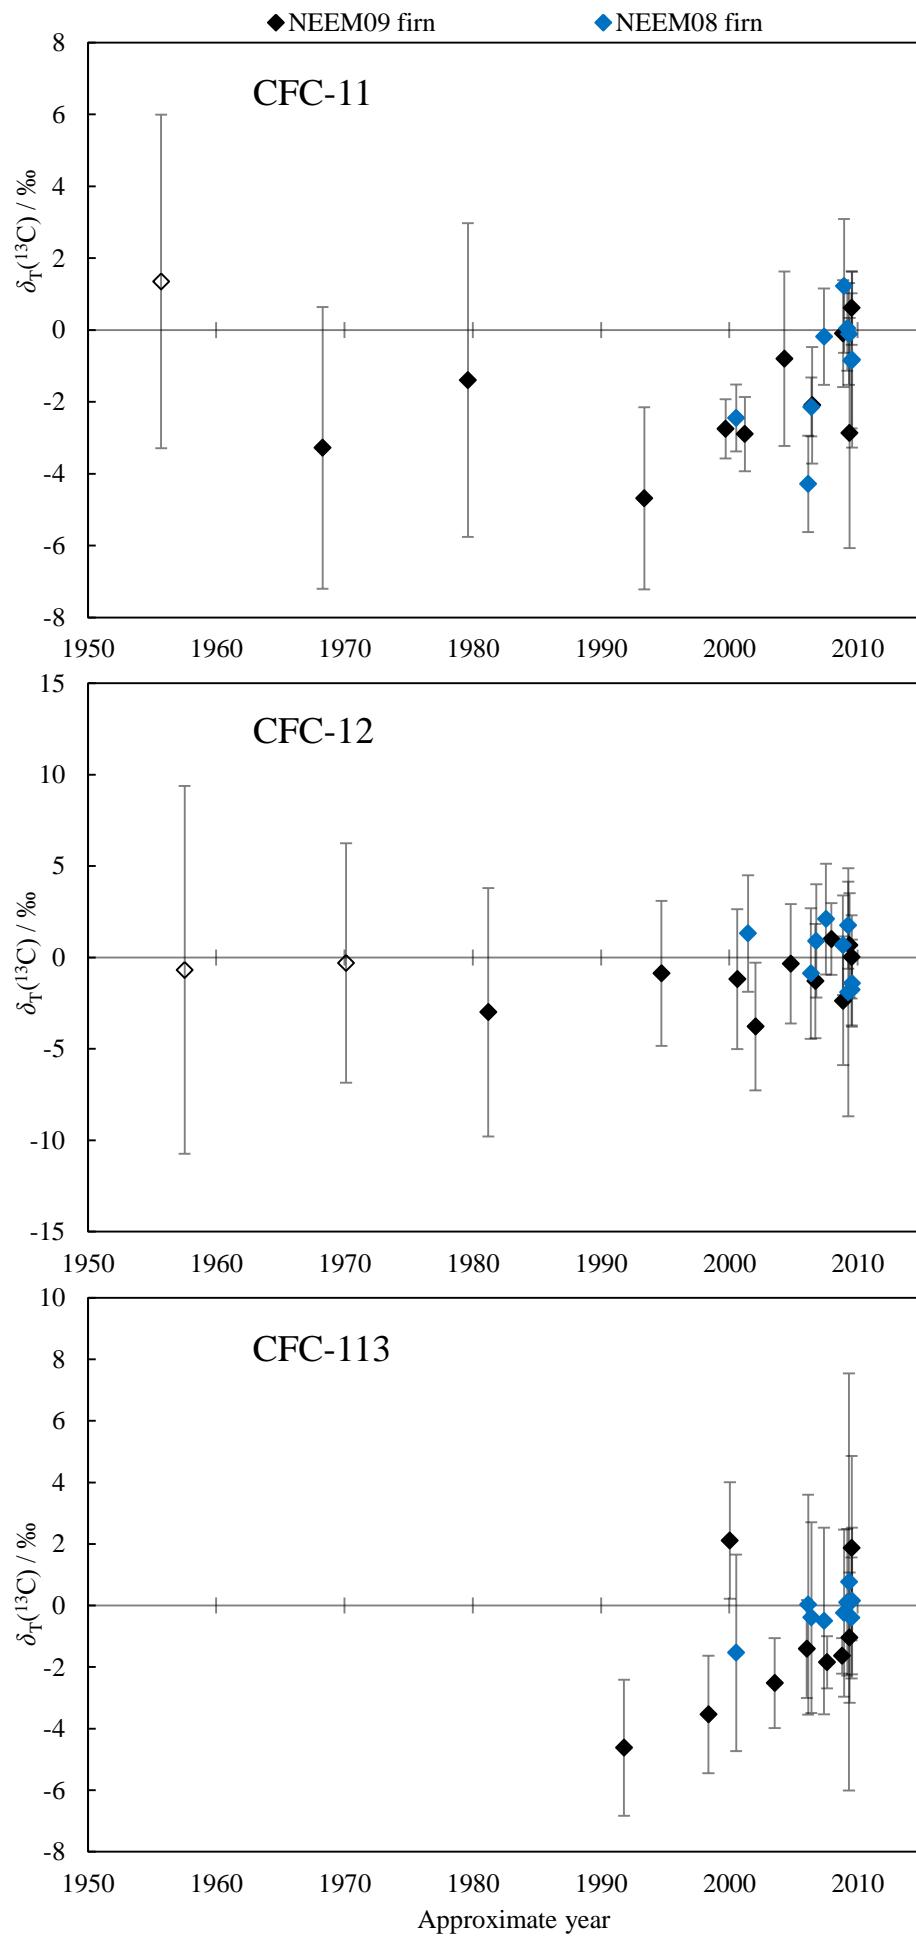 NEEM09 firn NEEM08 firn
8
CFC-11
6
4
2
0
-2
-4
-6
-8
δT(¹³C) / ‰
1950 1960 1970 1980 1990 2000 2010
15
CFC-12
10
5
0
-5
-10
-15
δT(¹³C) / ‰
1950 1960 1970 1980 1990 2000 2010
10
CFC-113
8
6
4
2
0
-2
-4
-6
-8
δT(¹³C) / ‰
1950 1960 1970 1980 1990 2000 2010
Approximate year